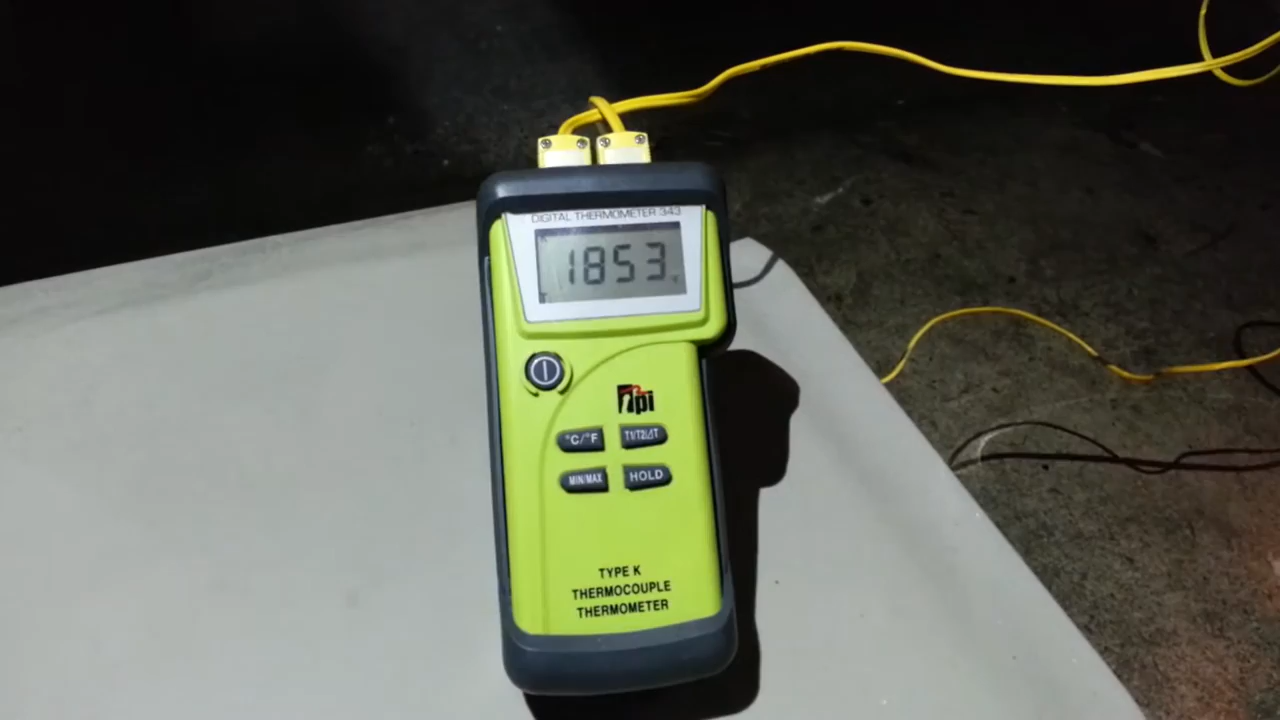 DIGITAL THERMOMETER 343
1853
tpi
°C/°F
T1/T2/ΔT
MIN/MAX
HOLD
TYPE K
THERMOCOUPLE
THERMOMETER